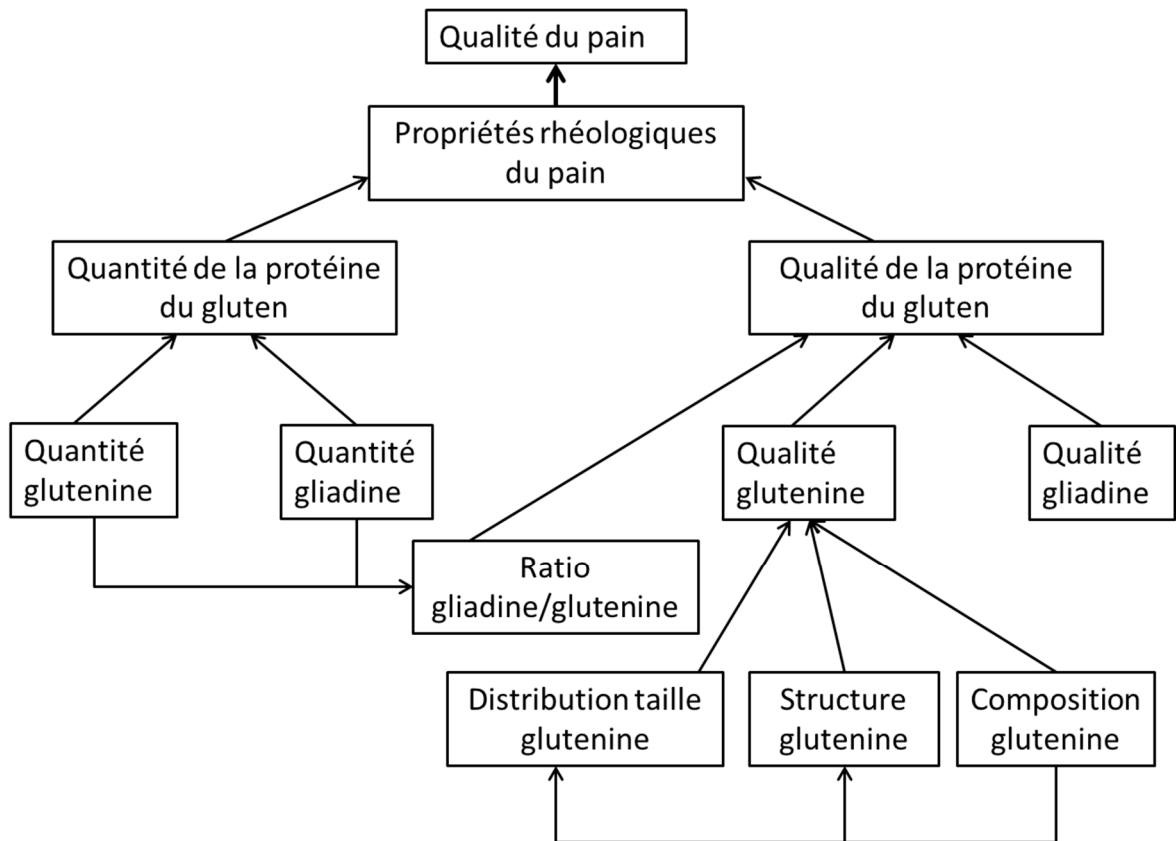 Qualité du pain
Propriétés rhéologiques
du pain
Quantité de la protéine
du gluten
Qualité de la protéine
du gluten
Quantité
glutenine
Quantité
gliadine
Qualité
glutenine
Qualité
gliadine
Ratio
gliadine/glutenine
Distribution taille
glutenine
Structure
glutenine
Composition
glutenine